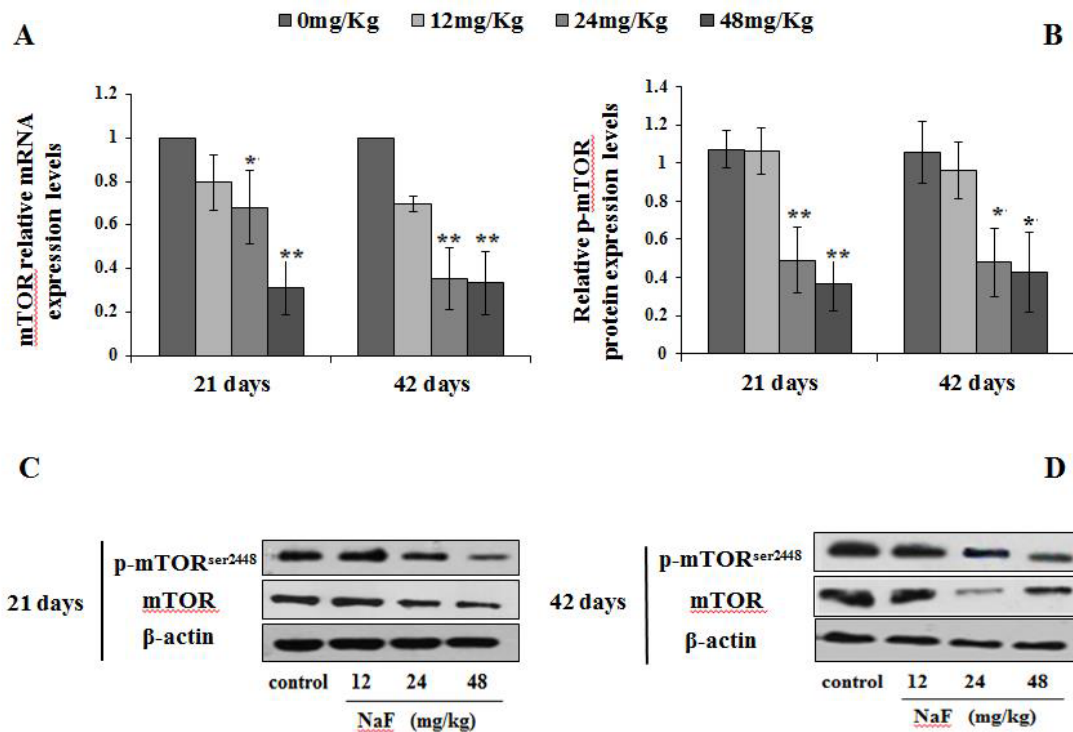 0mg/Kg 12mg/Kg 24mg/Kg 48mg/Kg
A
B
mTOR relative mRNA
expression levels
1.2
1
0.8
0.6
0.4
0.2
0
*
**
**
**
21 days 42 days
Relative p-mTOR
protein expression levels
1.4
1.2
1
0.8
0.6
0.4
0.2
0
**
**
*
*
21 days 42 days
C
D
21 days
p-mTORser2448
mTOR
β-actin
control 12 24 48
NaF (mg/kg)
42 days
p-mTORser2448
mTOR
β-actin
control 12 24 48
NaF (mg/kg)